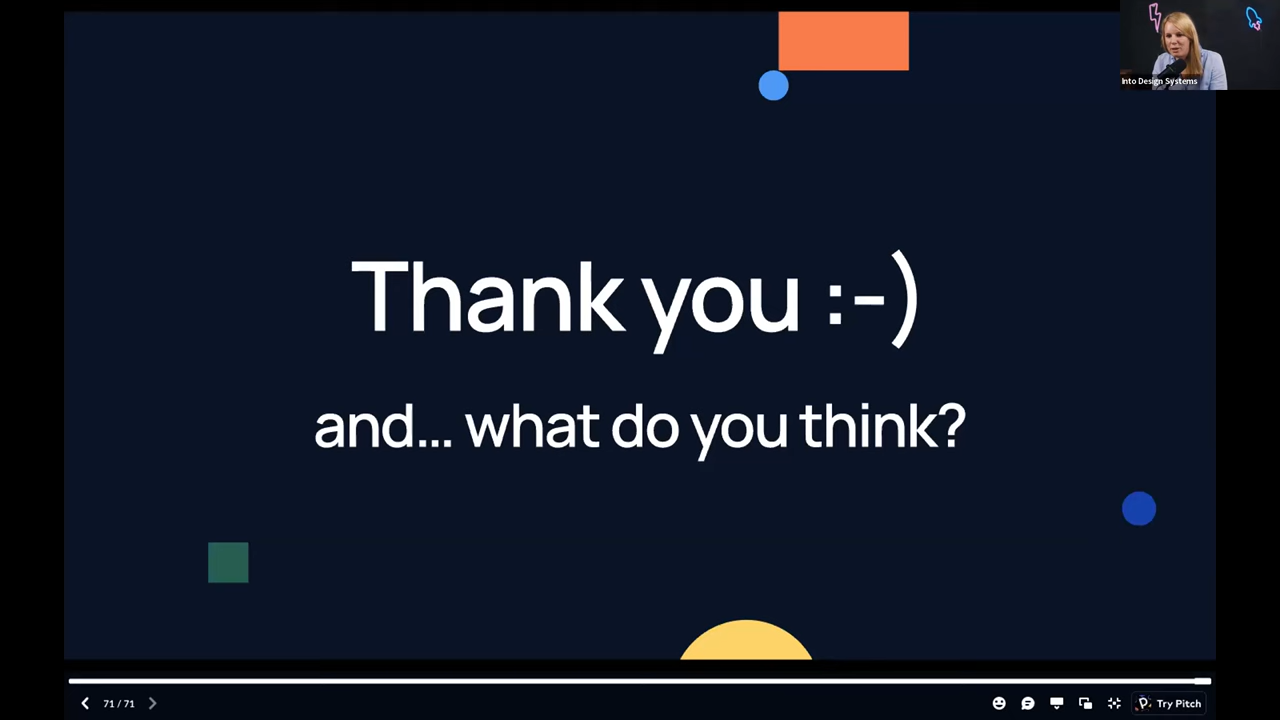 Into Design Systems
Thank you :-)
and... what do you think?
71 / 71
Try Pitch